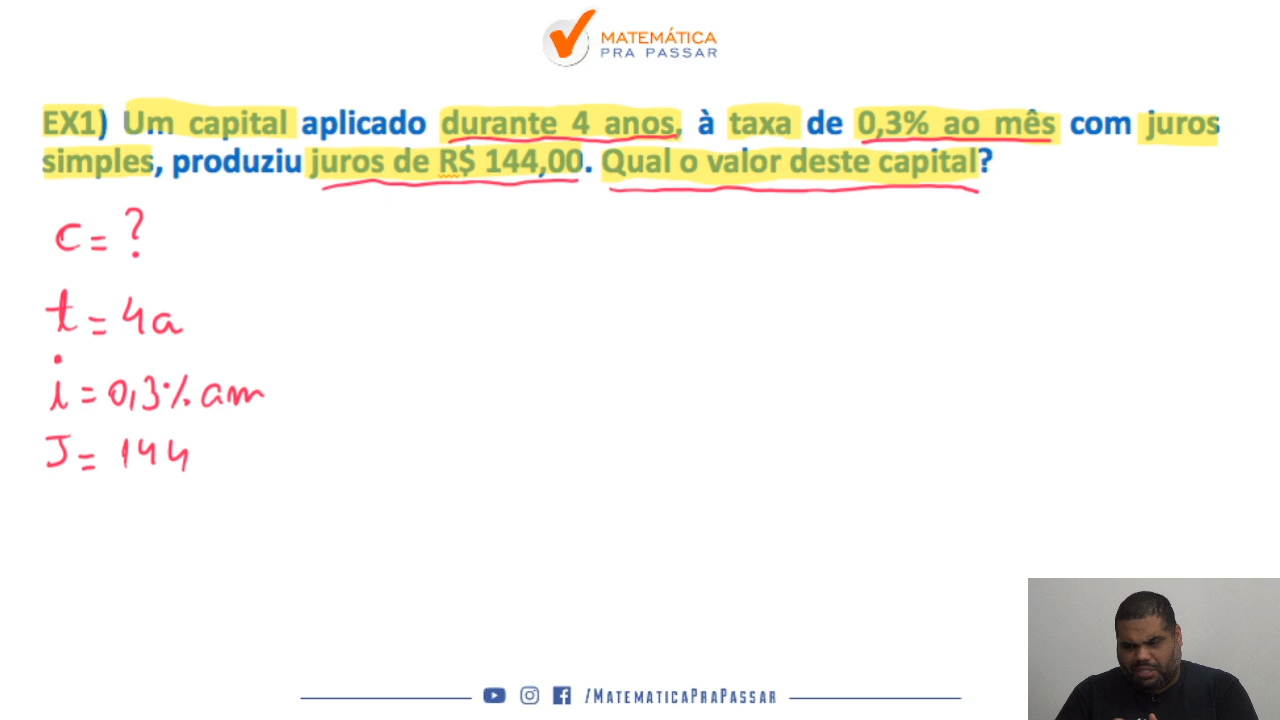 MATEMÁTICA
PRA PASSAR
EX1) Um capital aplicado durante 4 anos, à taxa de 0,3% ao mês com juros
simples, produziu juros de R$ 144,00. Qual o valor deste capital?
C = ?
t = 4a
i = 0,3% am
J = 144
/MATEMATICAPRAPASSAR